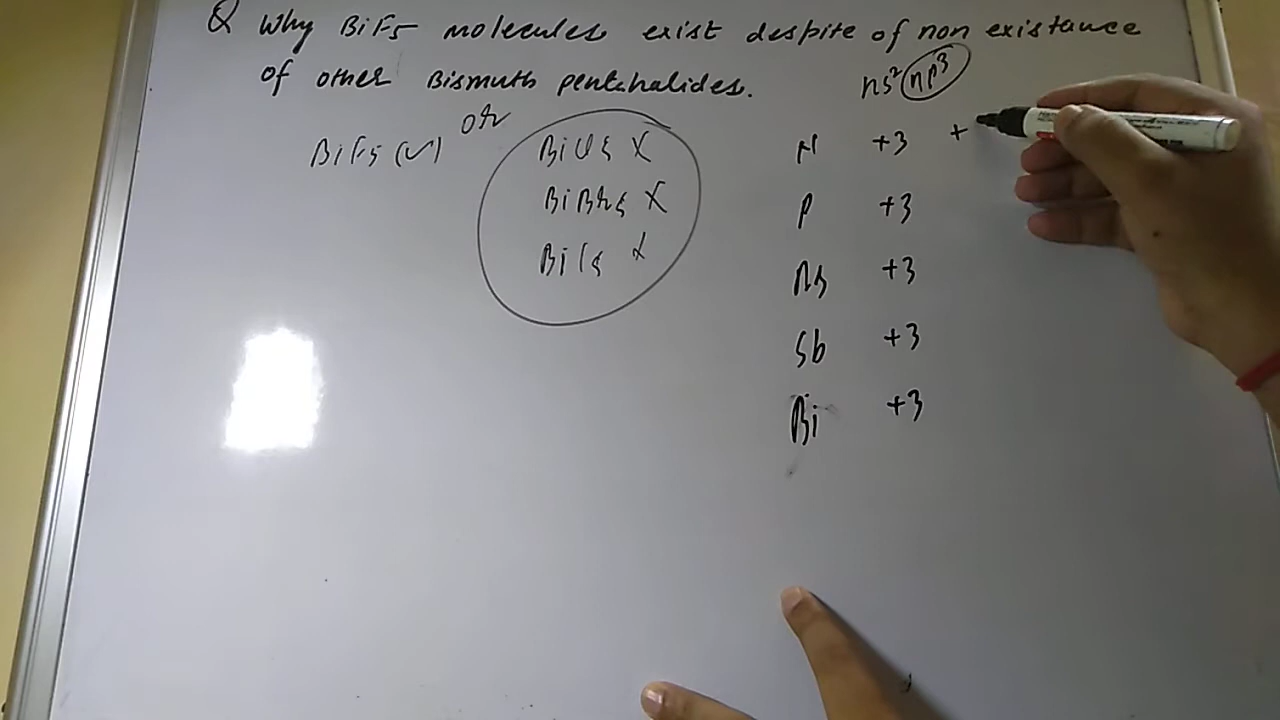 Q Why BiF5 molecules exist despite of non existance
of other Bismuth pentahalides.
ns² np³
BiF5 (✓) or
BiCl5 X
BiBr5 X
BiI5 X
N +3 +
P +3
As +3
Sb +3
Bi +3